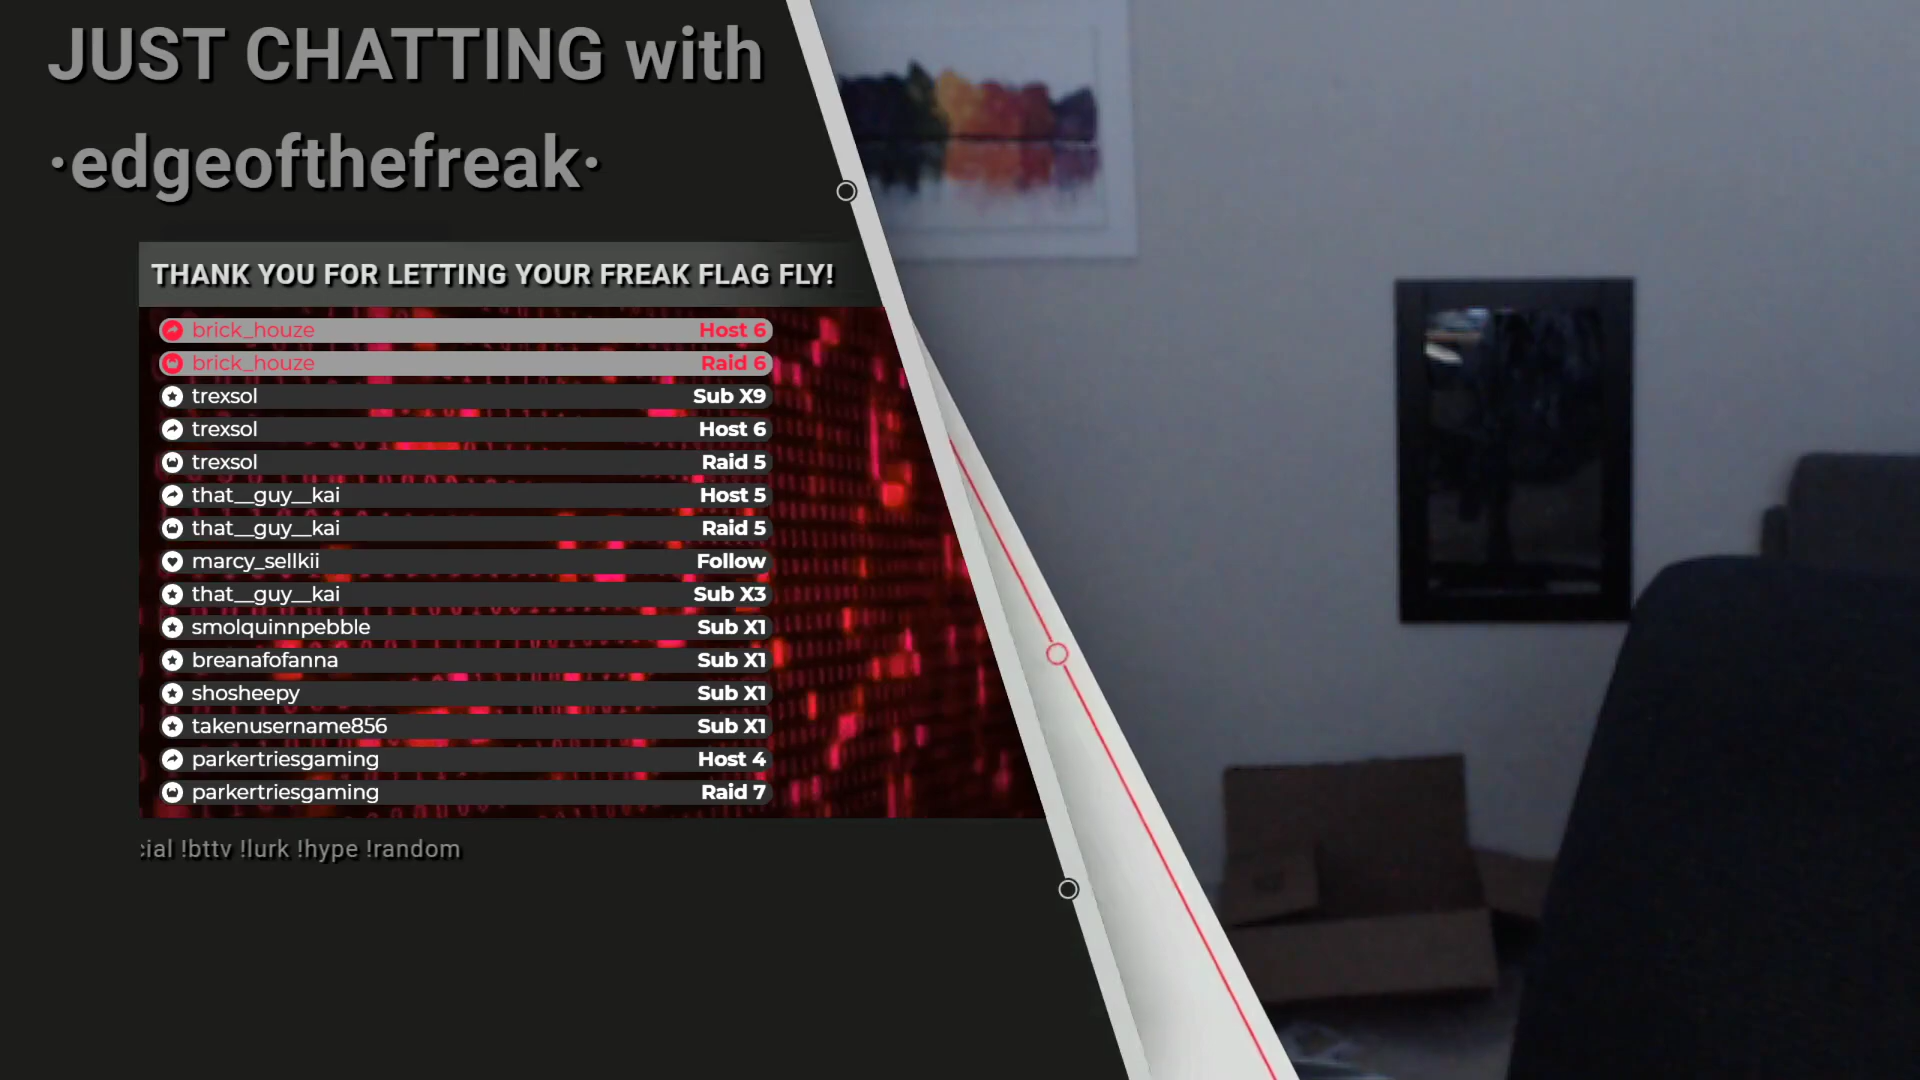 JUST CHATTING with
·edgeofthefreak·
THANK YOU FOR LETTING YOUR FREAK FLAG FLY!
brick_houze Host 6
brick_houze Raid 6
trexsol Sub X9
trexsol Host 6
trexsol Raid 5
that__guy__kai Host 5
that__guy__kai Raid 5
marcy_sellkii Follow
that__guy__kai Sub X3
smolquinnpebble Sub X1
breanafofanna Sub X1
shosheepy Sub X1
takenusername856 Sub X1
parkertriesgaming Host 4
parkertriesgaming Raid 7
cial !bttv !lurk !hype !random